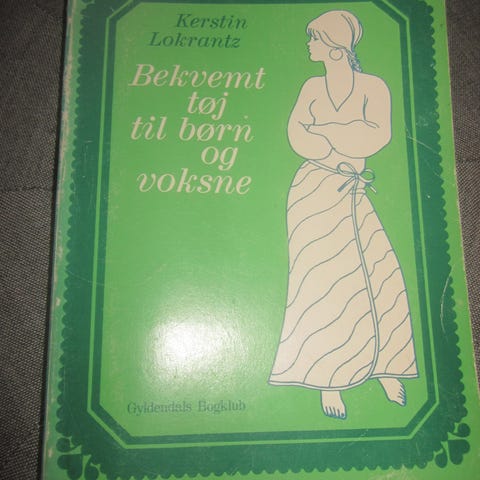 Kerstin
Lokrantz
Bekvemt
tøj
til børn
og
voksne
Gyldendals Bogklub